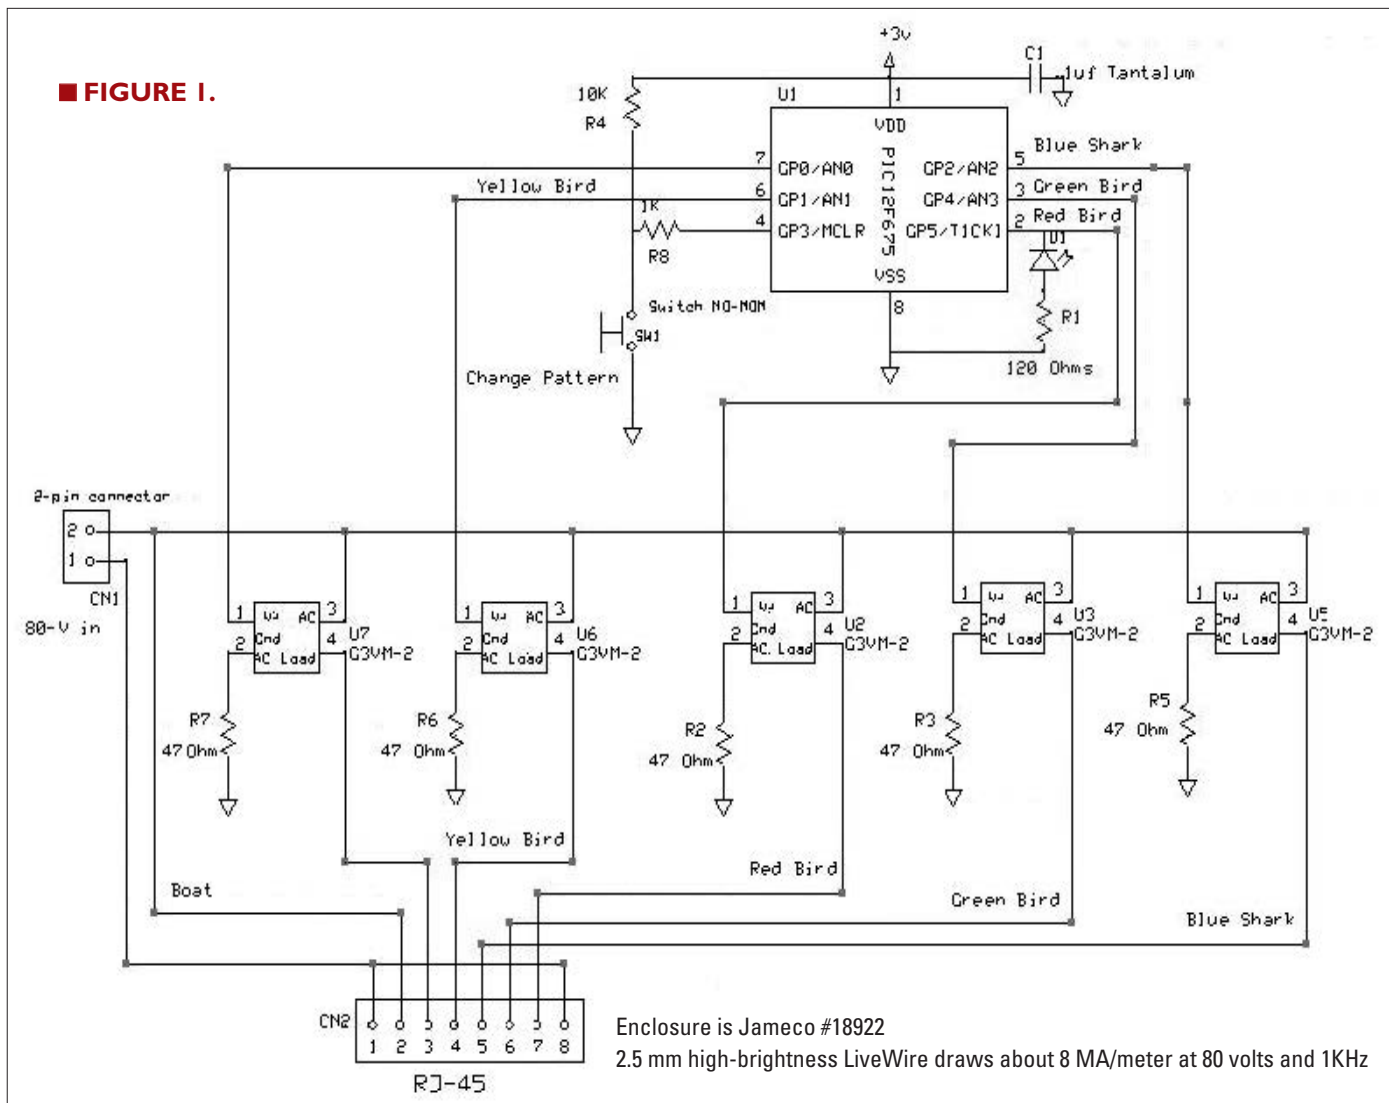 ■ FIGURE 1.
+3v
C1
.1uf Tantalum
10K
R4
U1
1
VDD
PIC12F675
7
GP0/AN0
GP2/AN2
5
Blue Shark
Yellow Bird
6
GP1/AN1
GP4/AN3
3
Green Bird
1K
R8
4
GP3/MCLR
GP5/T1CKI
2
Red Bird
D1
VSS
8
R1
120 Ohms
Switch NO-MOM
SW1
Change Pattern
2-pin connector
2
1
CN1
80-V in
1
2
AC
Gnd
AC Load
3
4
U7
G3VM-2
1
2
AC
Gnd
AC Load
3
4
U6
G3VM-2
1
2
AC
Gnd
AC Load
3
4
U2
G3VM-2
1
2
AC
Gnd
AC Load
3
4
U3
G3VM-2
1
2
AC
Gnd
AC Load
3
4
U5
G3VM-2
R7
47 Ohm
R6
47 Ohm
R2
47 Ohm
R3
47 Ohm
R5
47 Ohm
Yellow Bird
Boat
Red Bird
Green Bird
Blue Shark
CN2
1 2 3 4 5 6 7 8
RJ-45
Enclosure is Jameco #18922
2.5 mm high-brightness LiveWire draws about 8 MA/meter at 80 volts and 1KHz